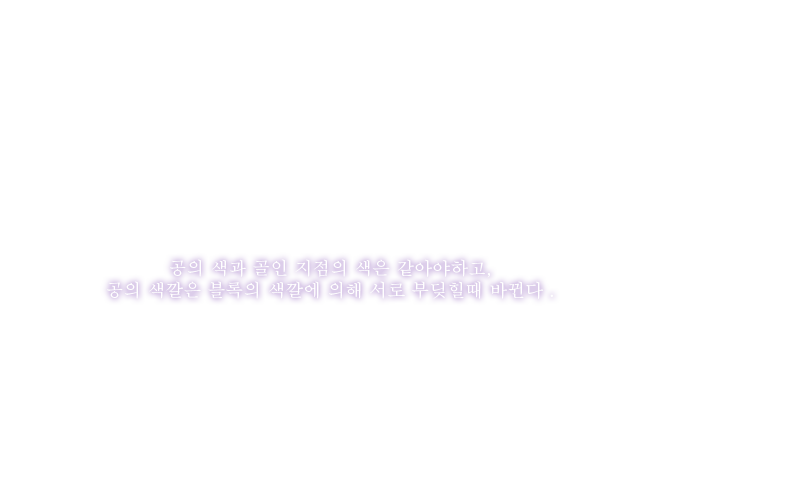 공의 색과 골인 지점의 색은 같아야하고,
공의 색깔은 블록의 색깔에 의해 서로 부딪힐때 바뀐다 .